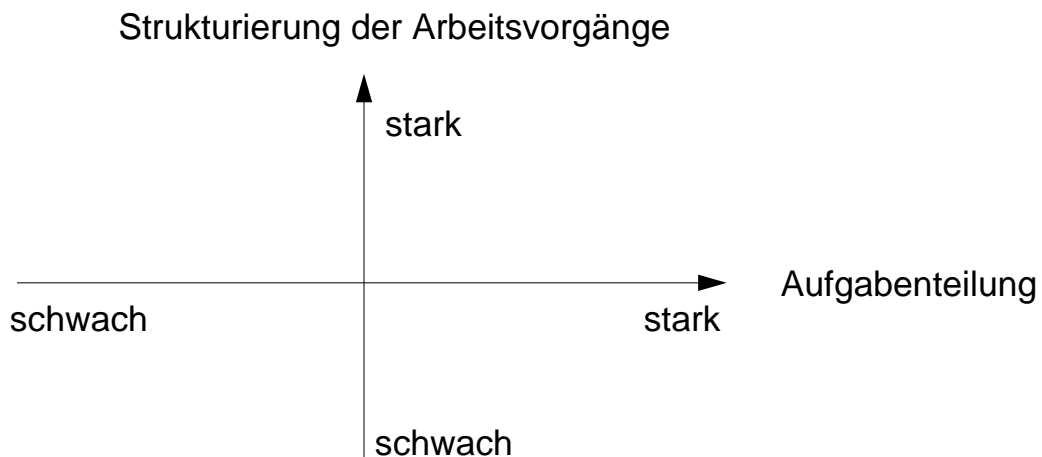 Strukturierung der Arbeitsvorgänge
stark
Aufgabenteilung
schwach
stark
schwach